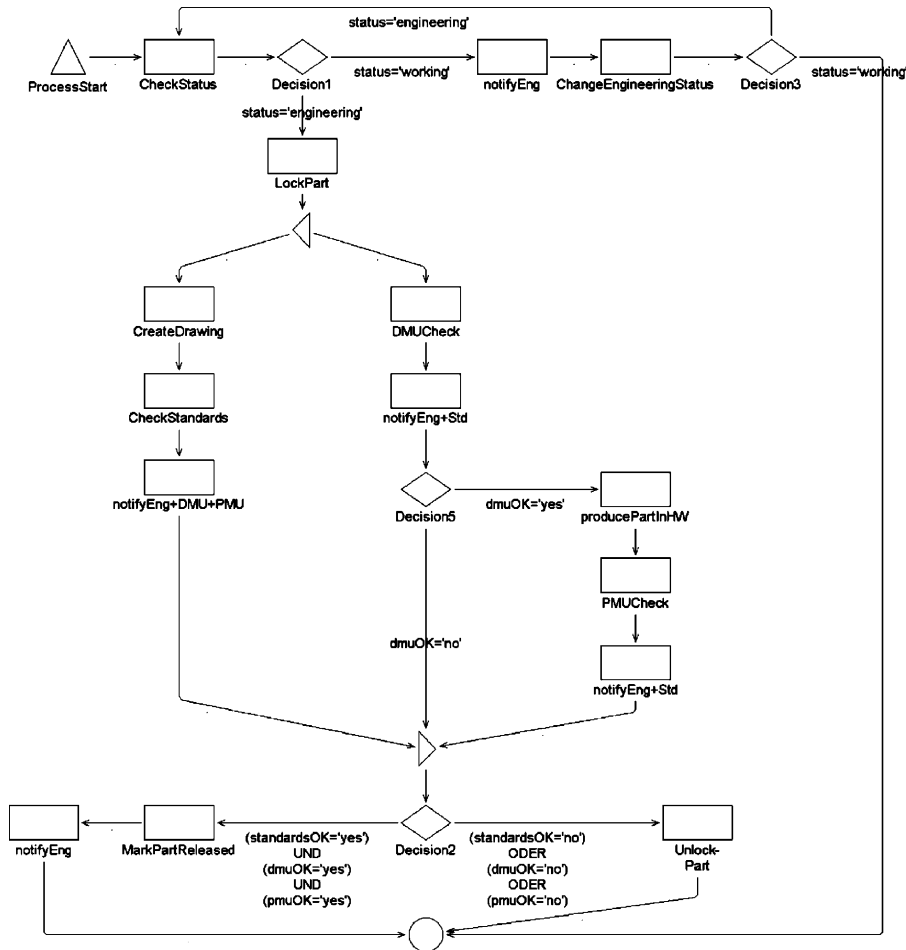 status='engineering'
ProcessStart
CheckStatus
Decision1
status='working'
notifyEng
ChangeEngineeringStatus
Decision3
status='working'
status='engineering'
LockPart
CreateDrawing
DMUCheck
CheckStandards
notifyEng+Std
notifyEng+DMU+PMU
Decision5
dmuOK='yes'
producePartInHW
PMUCheck
dmuOK='no'
notifyEng+Std
notifyEng
MarkPartReleased
(standardsOK='yes')
UND
(dmuOK='yes')
UND
(pmuOK='yes')
Decision2
(standardsOK='no')
ODER
(dmuOK='no')
ODER
(pmuOK='no')
Unlock-
Part